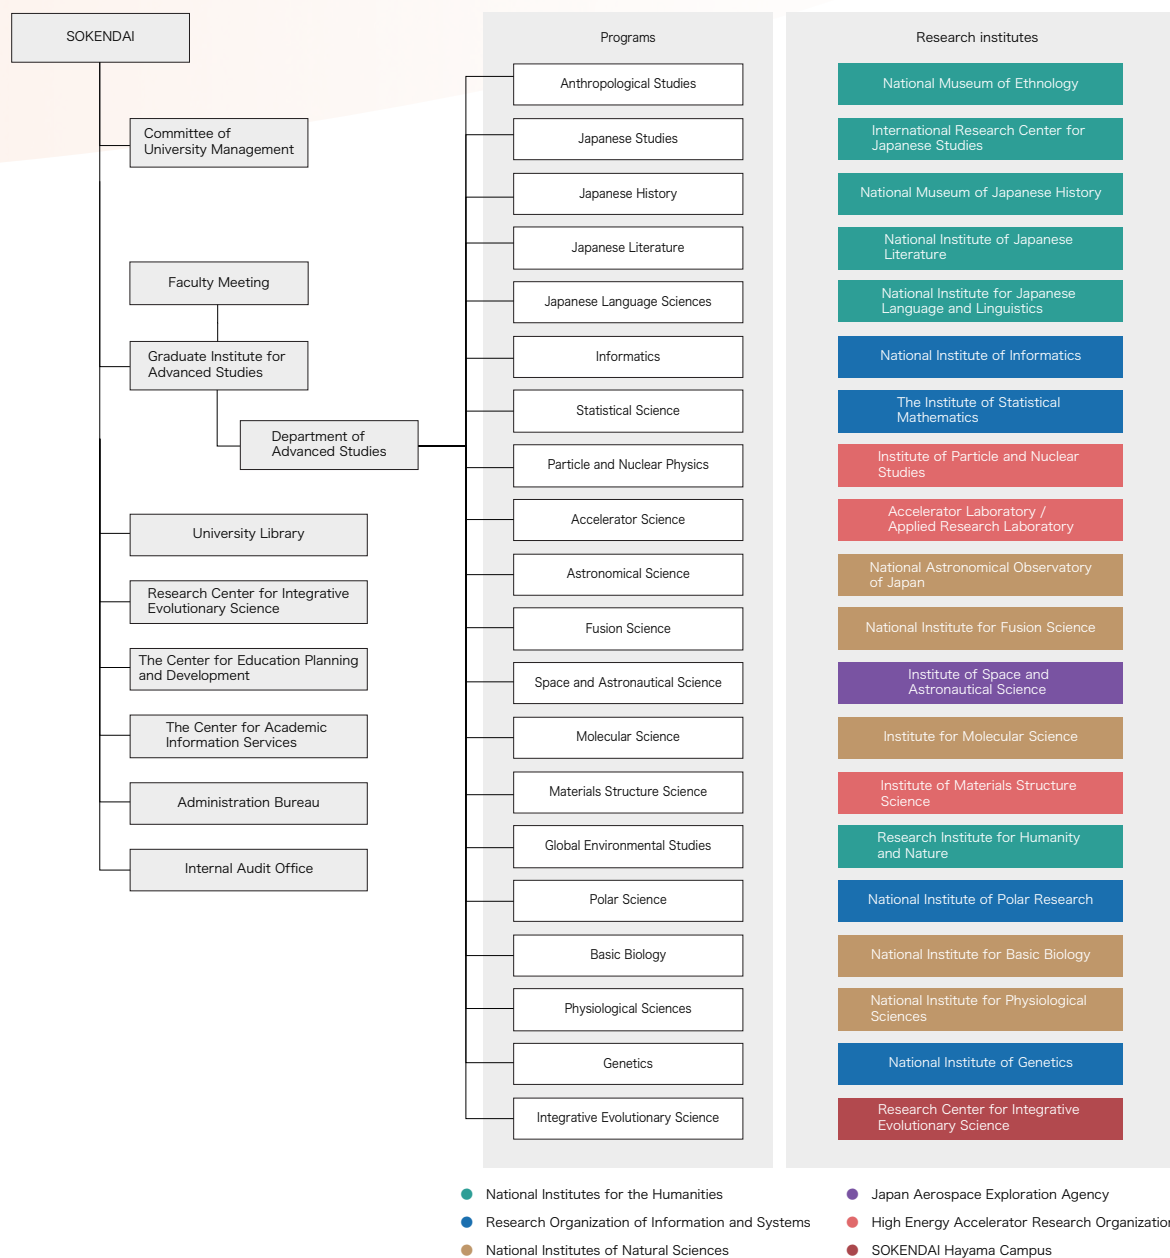 SOKENDAI
Committee of
University Management
Faculty Meeting
Graduate Institute for
Advanced Studies
Department of
Advanced Studies
University Library
Research Center for Integrative
Evolutionary Science
The Center for Education Planning
and Development
The Center for Academic
Information Services
Administration Bureau
Internal Audit Office
Programs
Anthropological Studies
Japanese Studies
Japanese History
Japanese Literature
Japanese Language Sciences
Informatics
Statistical Science
Particle and Nuclear Physics
Accelerator Science
Astronomical Science
Fusion Science
Space and Astronautical Science
Molecular Science
Materials Structure Science
Global Environmental Studies
Polar Science
Basic Biology
Physiological Sciences
Genetics
Integrative Evolutionary Science
Research institutes
National Museum of Ethnology
International Research Center for
Japanese Studies
National Museum of Japanese History
National Institute of Japanese
Literature
National Institute for Japanese
Language and Linguistics
National Institute of Informatics
The Institute of Statistical
Mathematics
Institute of Particle and Nuclear
Studies
Accelerator Laboratory /
Applied Research Laboratory
National Astronomical Observatory
of Japan
National Institute for Fusion Science
Institute of Space and
Astronautical Science
Institute for Molecular Science
Institute of Materials Structure
Science
Research Institute for Humanity
and Nature
National Institute of Polar Research
National Institute for Basic Biology
National Institute for Physiological
Sciences
National Institute of Genetics
Research Center for Integrative
Evolutionary Science
National Institutes for the Humanities
Research Organization of Information and Systems
National Institutes of Natural Sciences
Japan Aerospace Exploration Agency
High Energy Accelerator Research Organization
SOKENDAI Hayama Campus